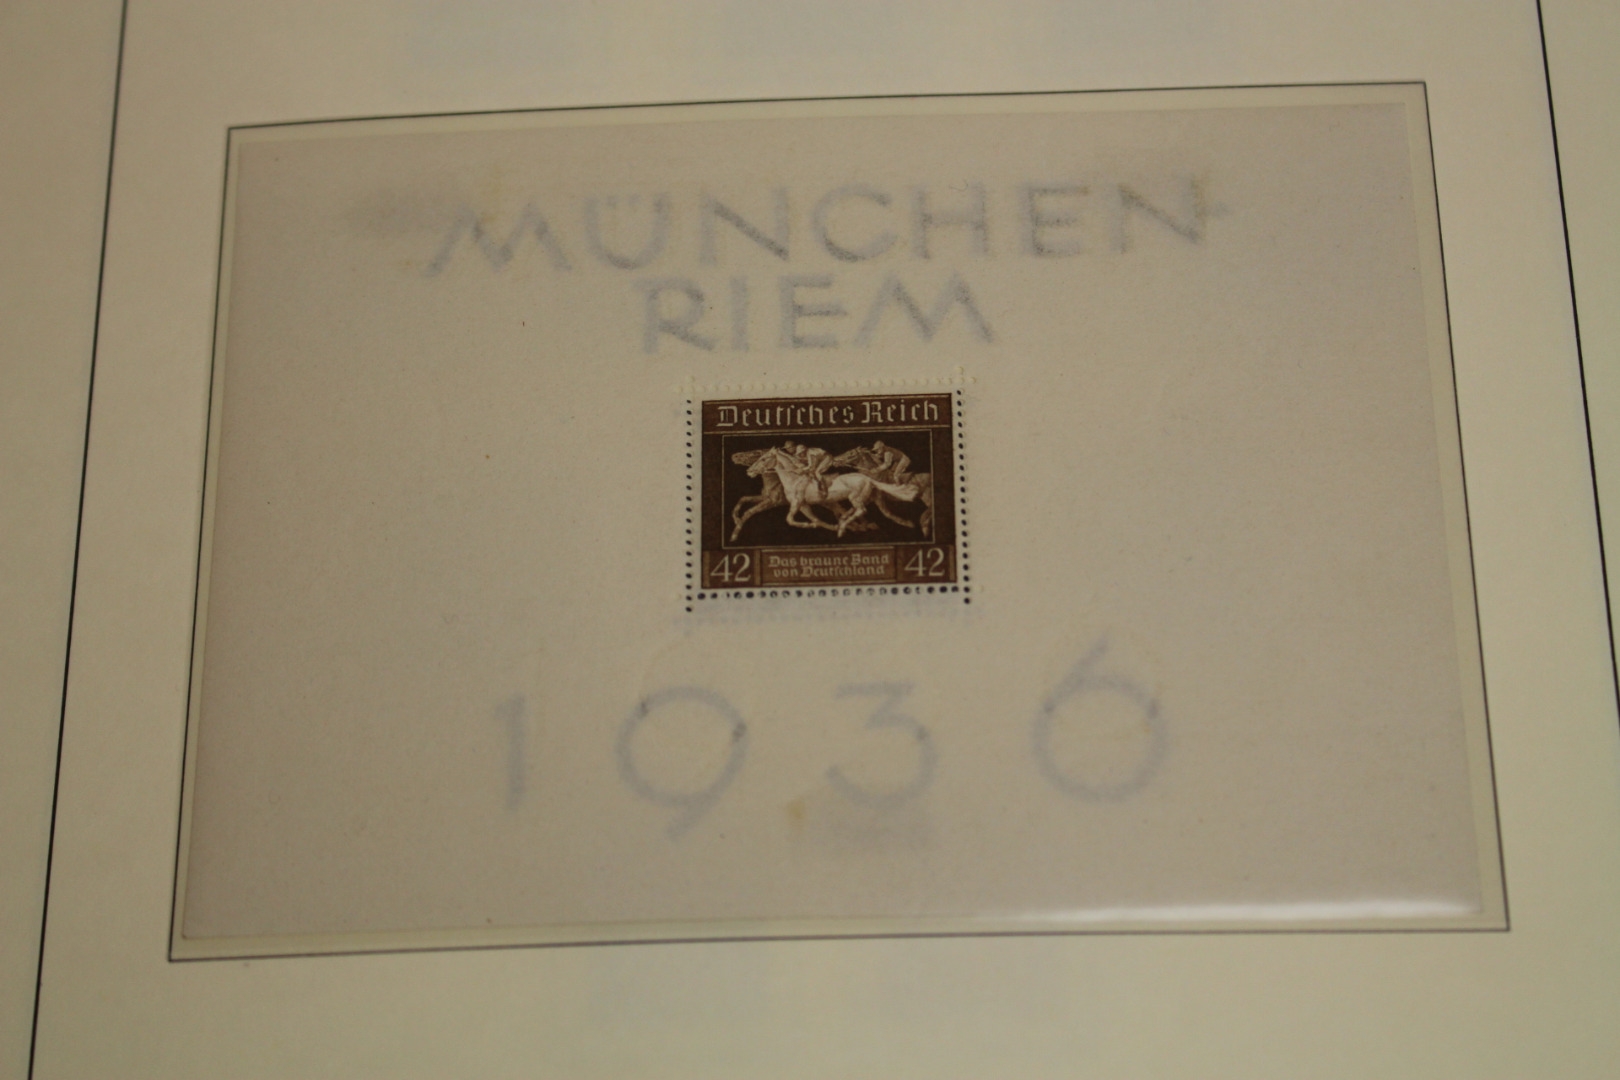 MÜNCHEN
RIEM
Deutsches Reich
42 Das braune Band 42
von Deutschland
1936